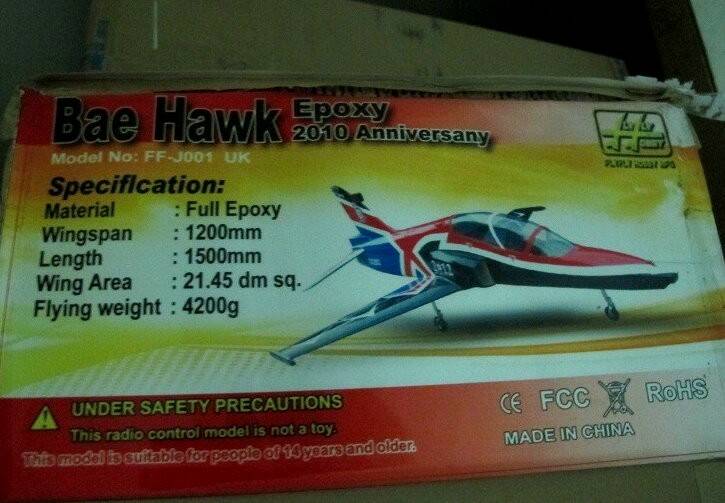 Bae Hawk Epoxy
2010 Anniversany
Model No: FF-J001 UK
Specification:
Material : Full Epoxy
Wingspan : 1200mm
Length : 1500mm
Wing Area : 21.45 dm sq.
Flying weight : 4200g
UNDER SAFETY PRECAUTIONS
This radio control model is not a toy.
This model is suitable for people of 14 years and older.
CE FCC RoHS
MADE IN CHINA